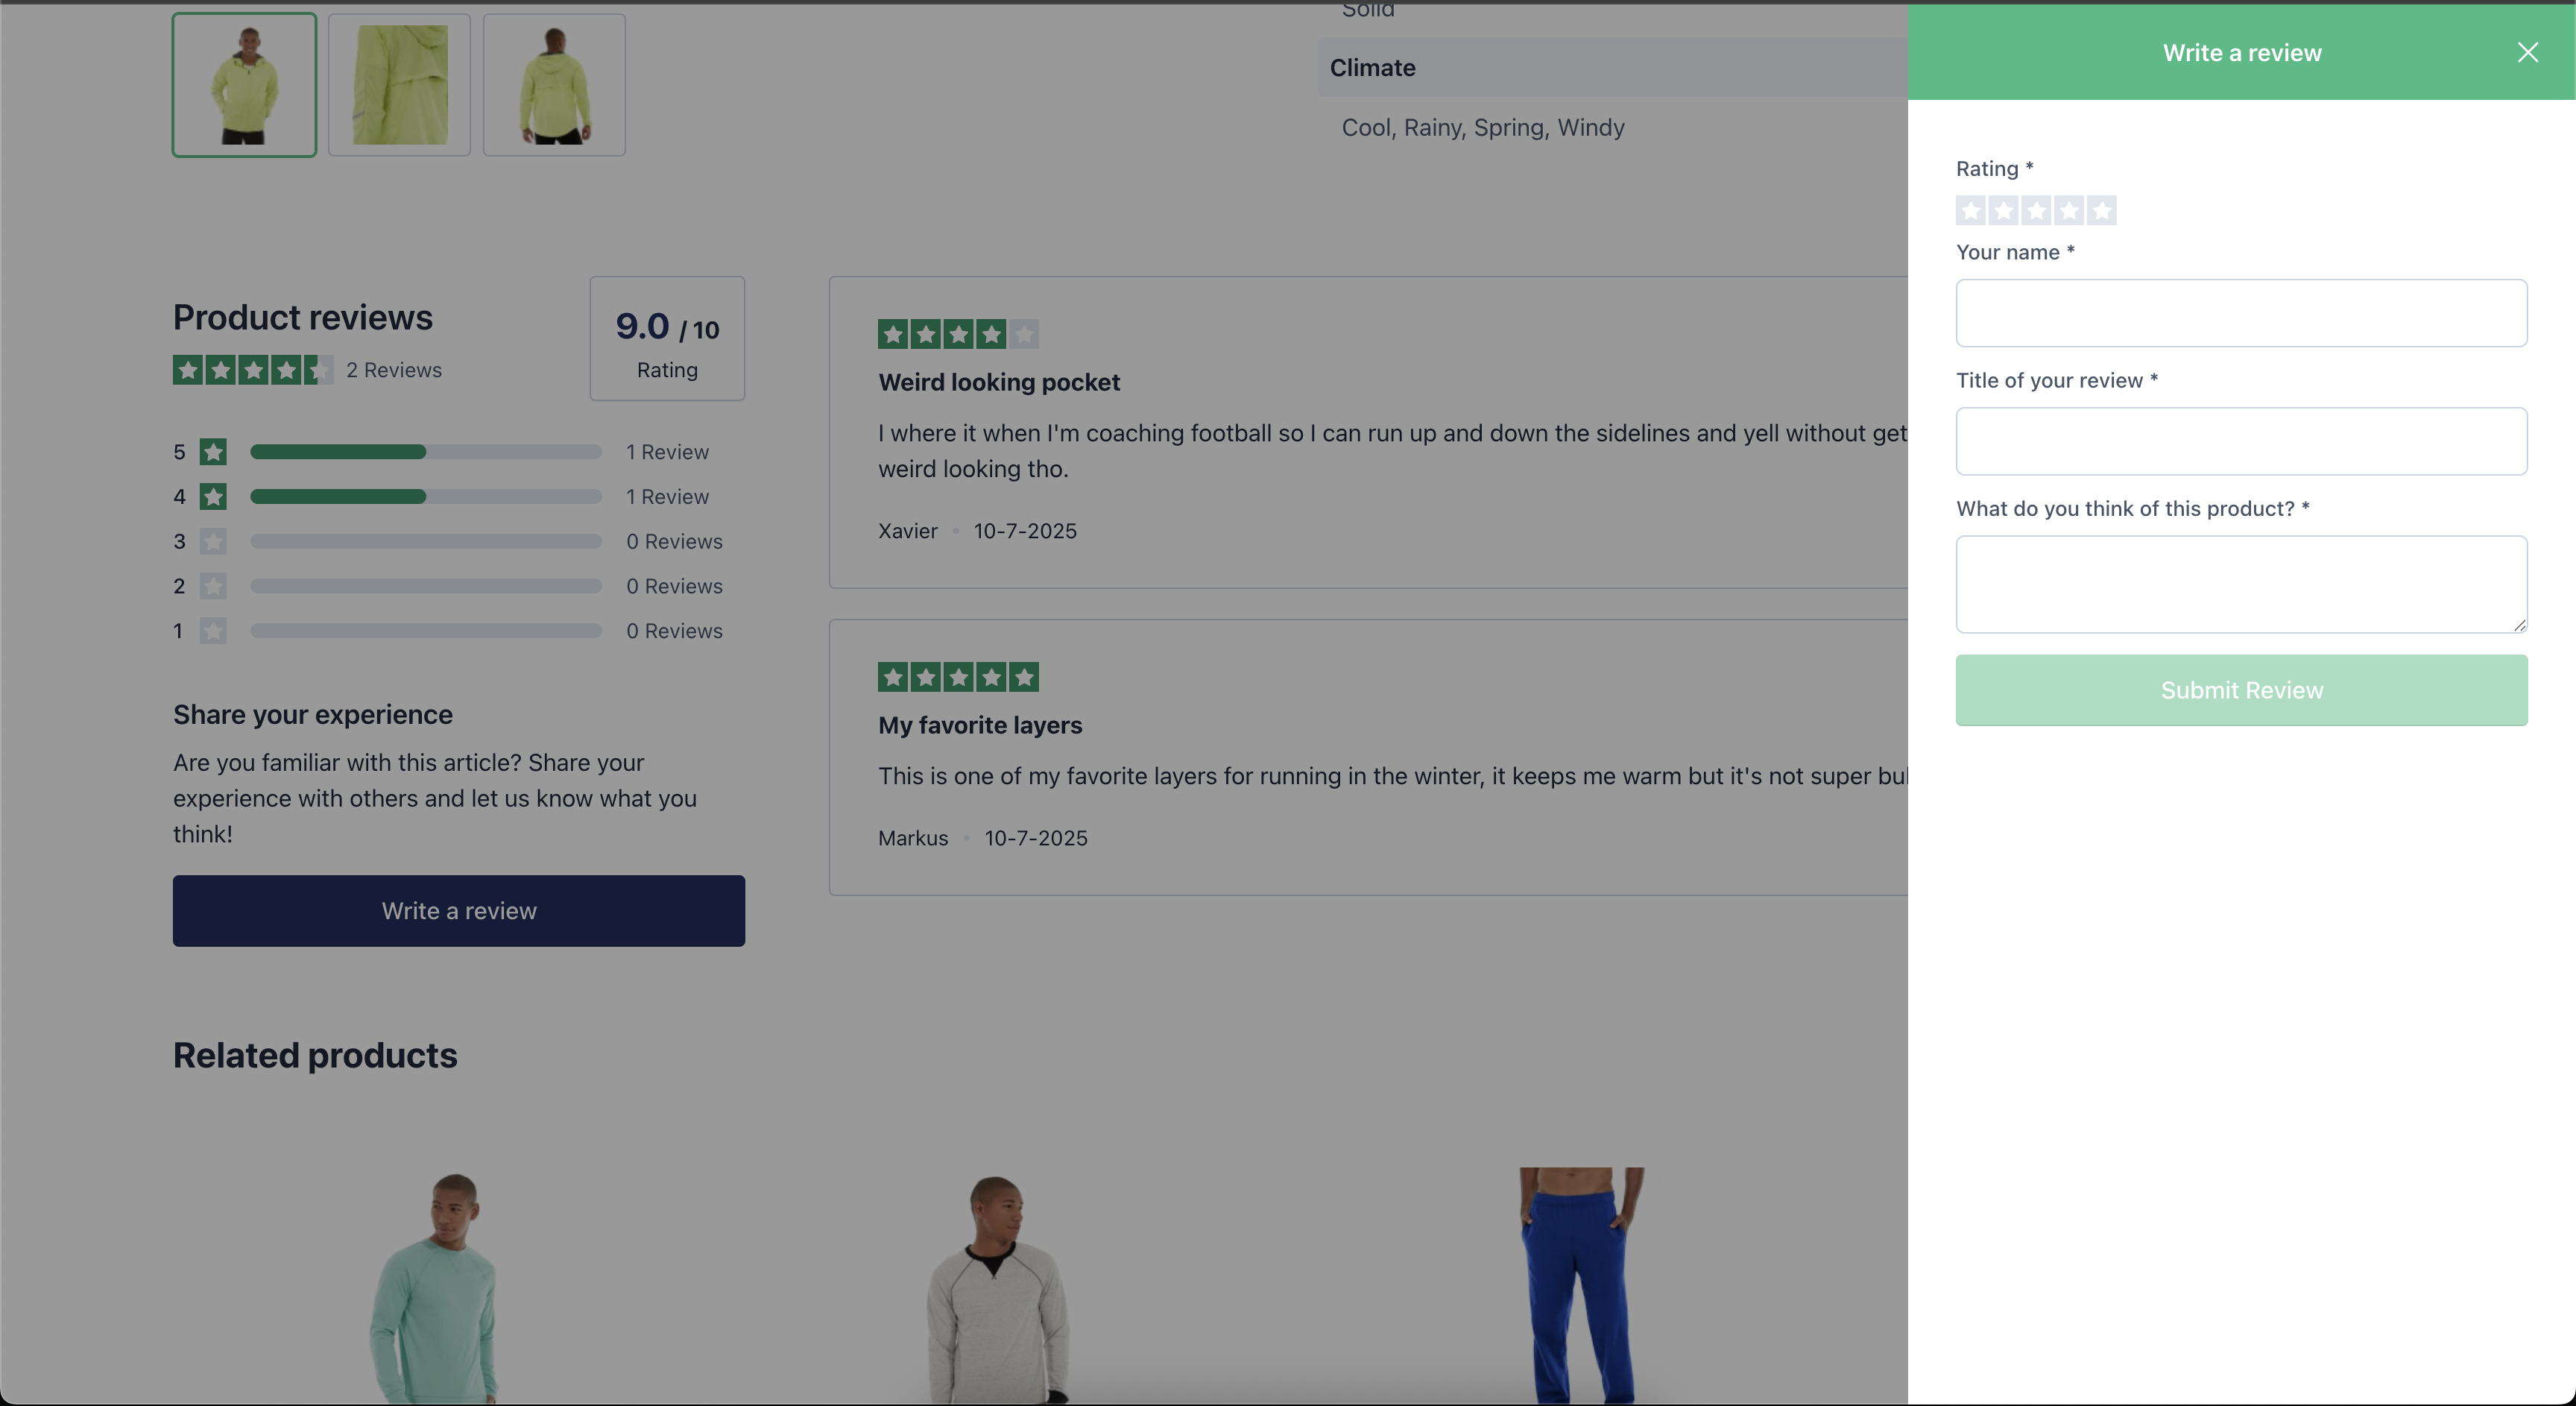 Solid
Climate
Cool, Rainy, Spring, Windy
Product reviews
2 Reviews
9.0 / 10
Rating
5 1 Review
4 1 Review
3 0 Reviews
2 0 Reviews
1 0 Reviews
Share your experience
Are you familiar with this article? Share your
experience with others and let us know what you
think!
Write a review
Weird looking pocket
I where it when I'm coaching football so I can run up and down the sidelines and yell without get
weird looking tho.
Xavier • 10-7-2025
My favorite layers
This is one of my favorite layers for running in the winter, it keeps me warm but it's not super
Markus • 10-7-2025
Related products
Write a review
Rating *
Your name *
Title of your review *
What do you think of this product? *
Submit Review